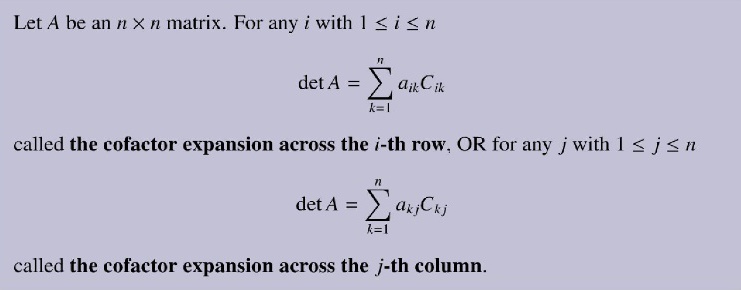 Let A be an n × n matrix. For any i with 1 ≤ i ≤ n
det A = ∑_{k=1}^{n} a_{ik}C_{ik}
called the cofactor expansion across the i-th row, OR for any j with 1 ≤ j ≤ n
det A = ∑_{k=1}^{n} a_{kj}C_{kj}
called the cofactor expansion across the j-th column.